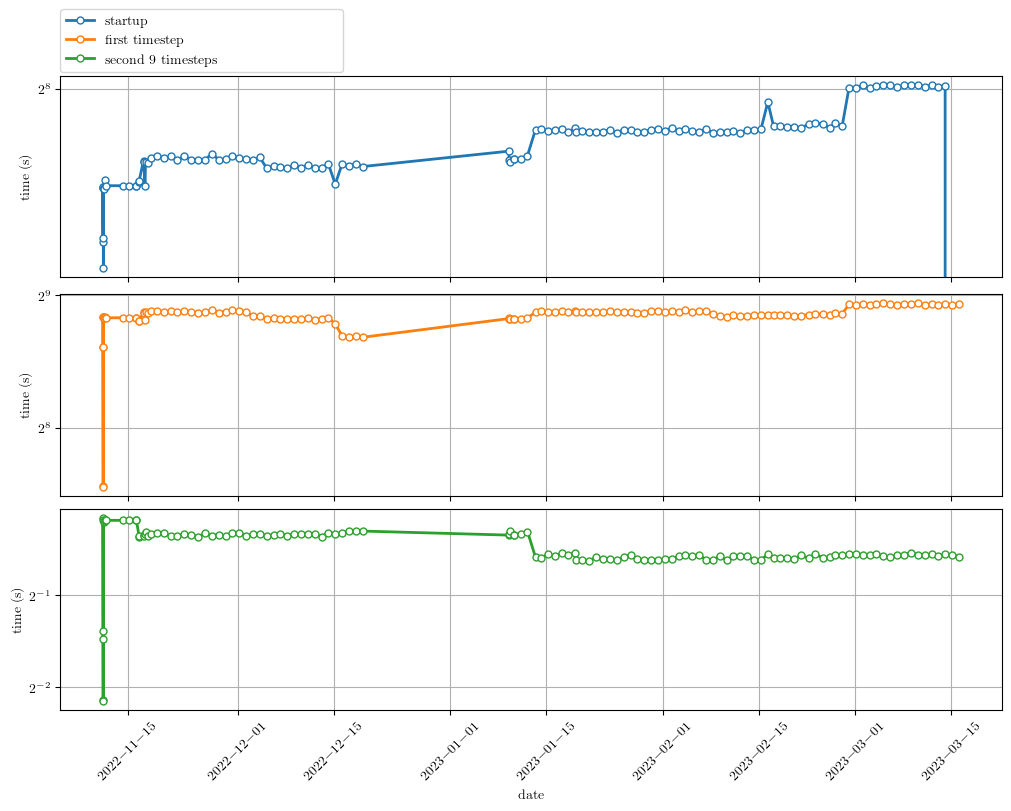 startup
first timestep
second 9 timesteps
2^8
time (s)
2^9
time (s)
2^8
2^−1
time (s)
2^−2
2022−11−15
2022−12−01
2022−12−15
2023−01−01
2023−01−15
2023−02−01
2023−02−15
2023−03−01
2023−03−15
date